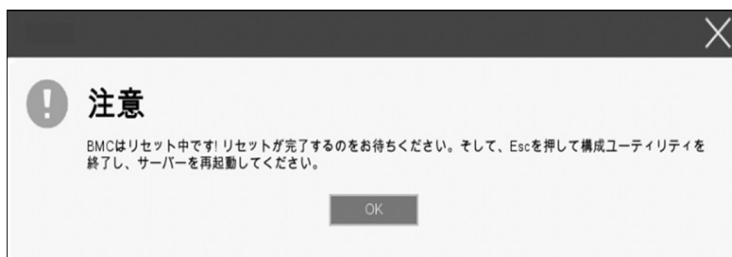 注意
BMCはリセット中です! リセットが完了するのをお待ちください。そして、Escを押して構成ユーティリティを
終了し、サーバーを再起動してください。
OK